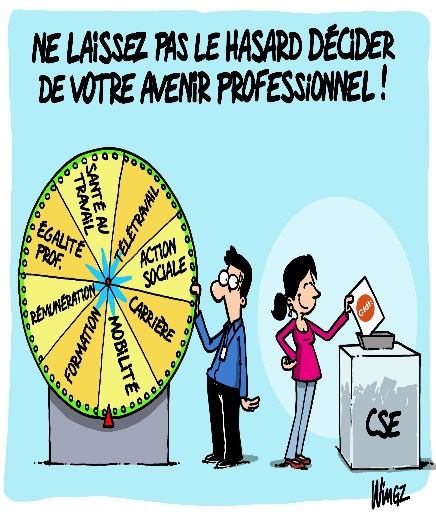 NE LAISSEZ PAS LE HASARD DÉCIDER
DE VOTRE AVENIR PROFESSIONNEL !
SANTÉ AU
TRAVAIL
TÉLÉTRAVAIL
ÉGALITÉ
PROF.
ACTION
SOCIALE
RÉMUNÉRATION
CARRIÈRE
FORMATION
MOBILITÉ
cfdt:
CSE
WINGZ